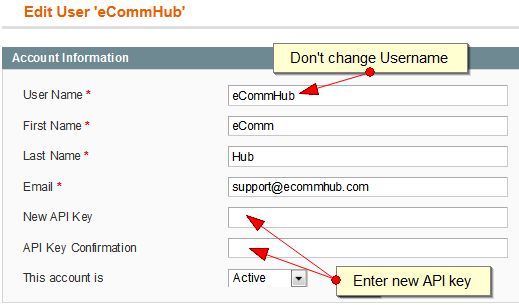 Edit User 'eCommHub'
Account Information
Don't change Username
User Name * eCommHub
First Name * eComm
Last Name * Hub
Email * support@ecommhub.com
New API Key
API Key Confirmation
This account is Active
Enter new API key